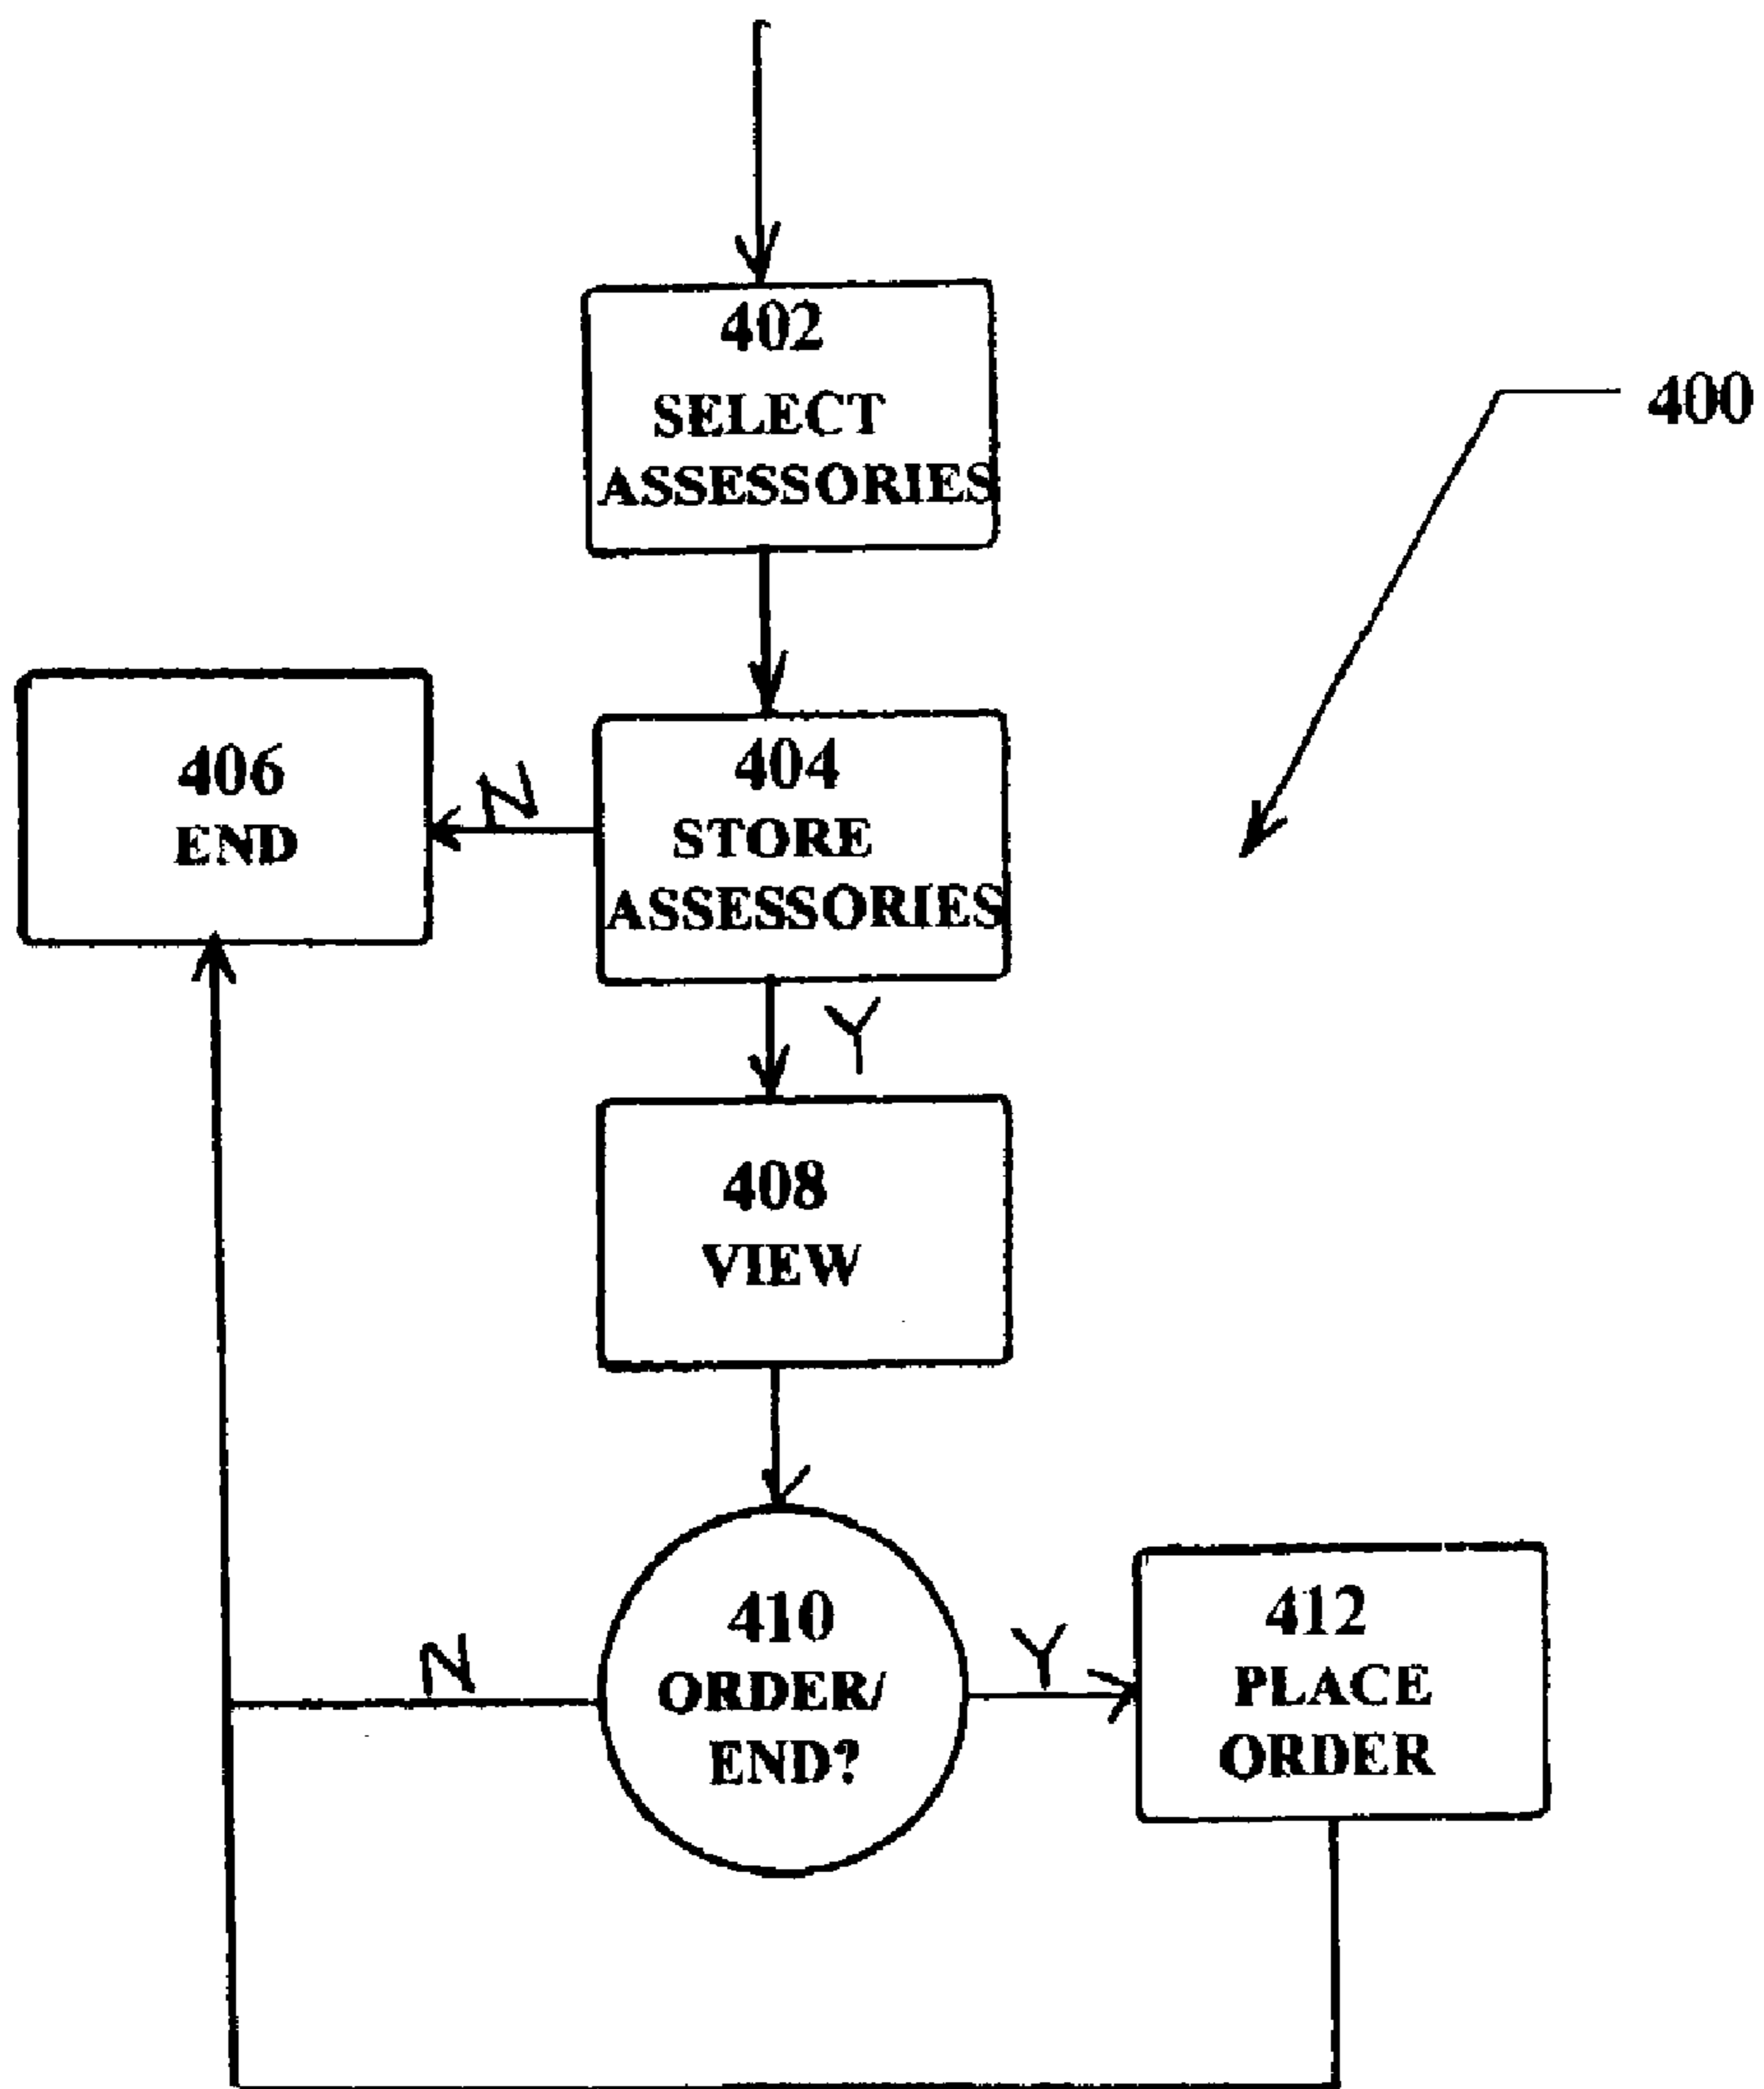 402
SELECT
ASSESSORIES
400
406
END
N
404
STORE
ASSESSORIES
Y
408
VIEW
N
410
ORDER/
END?
Y
412
PLACE
ORDER